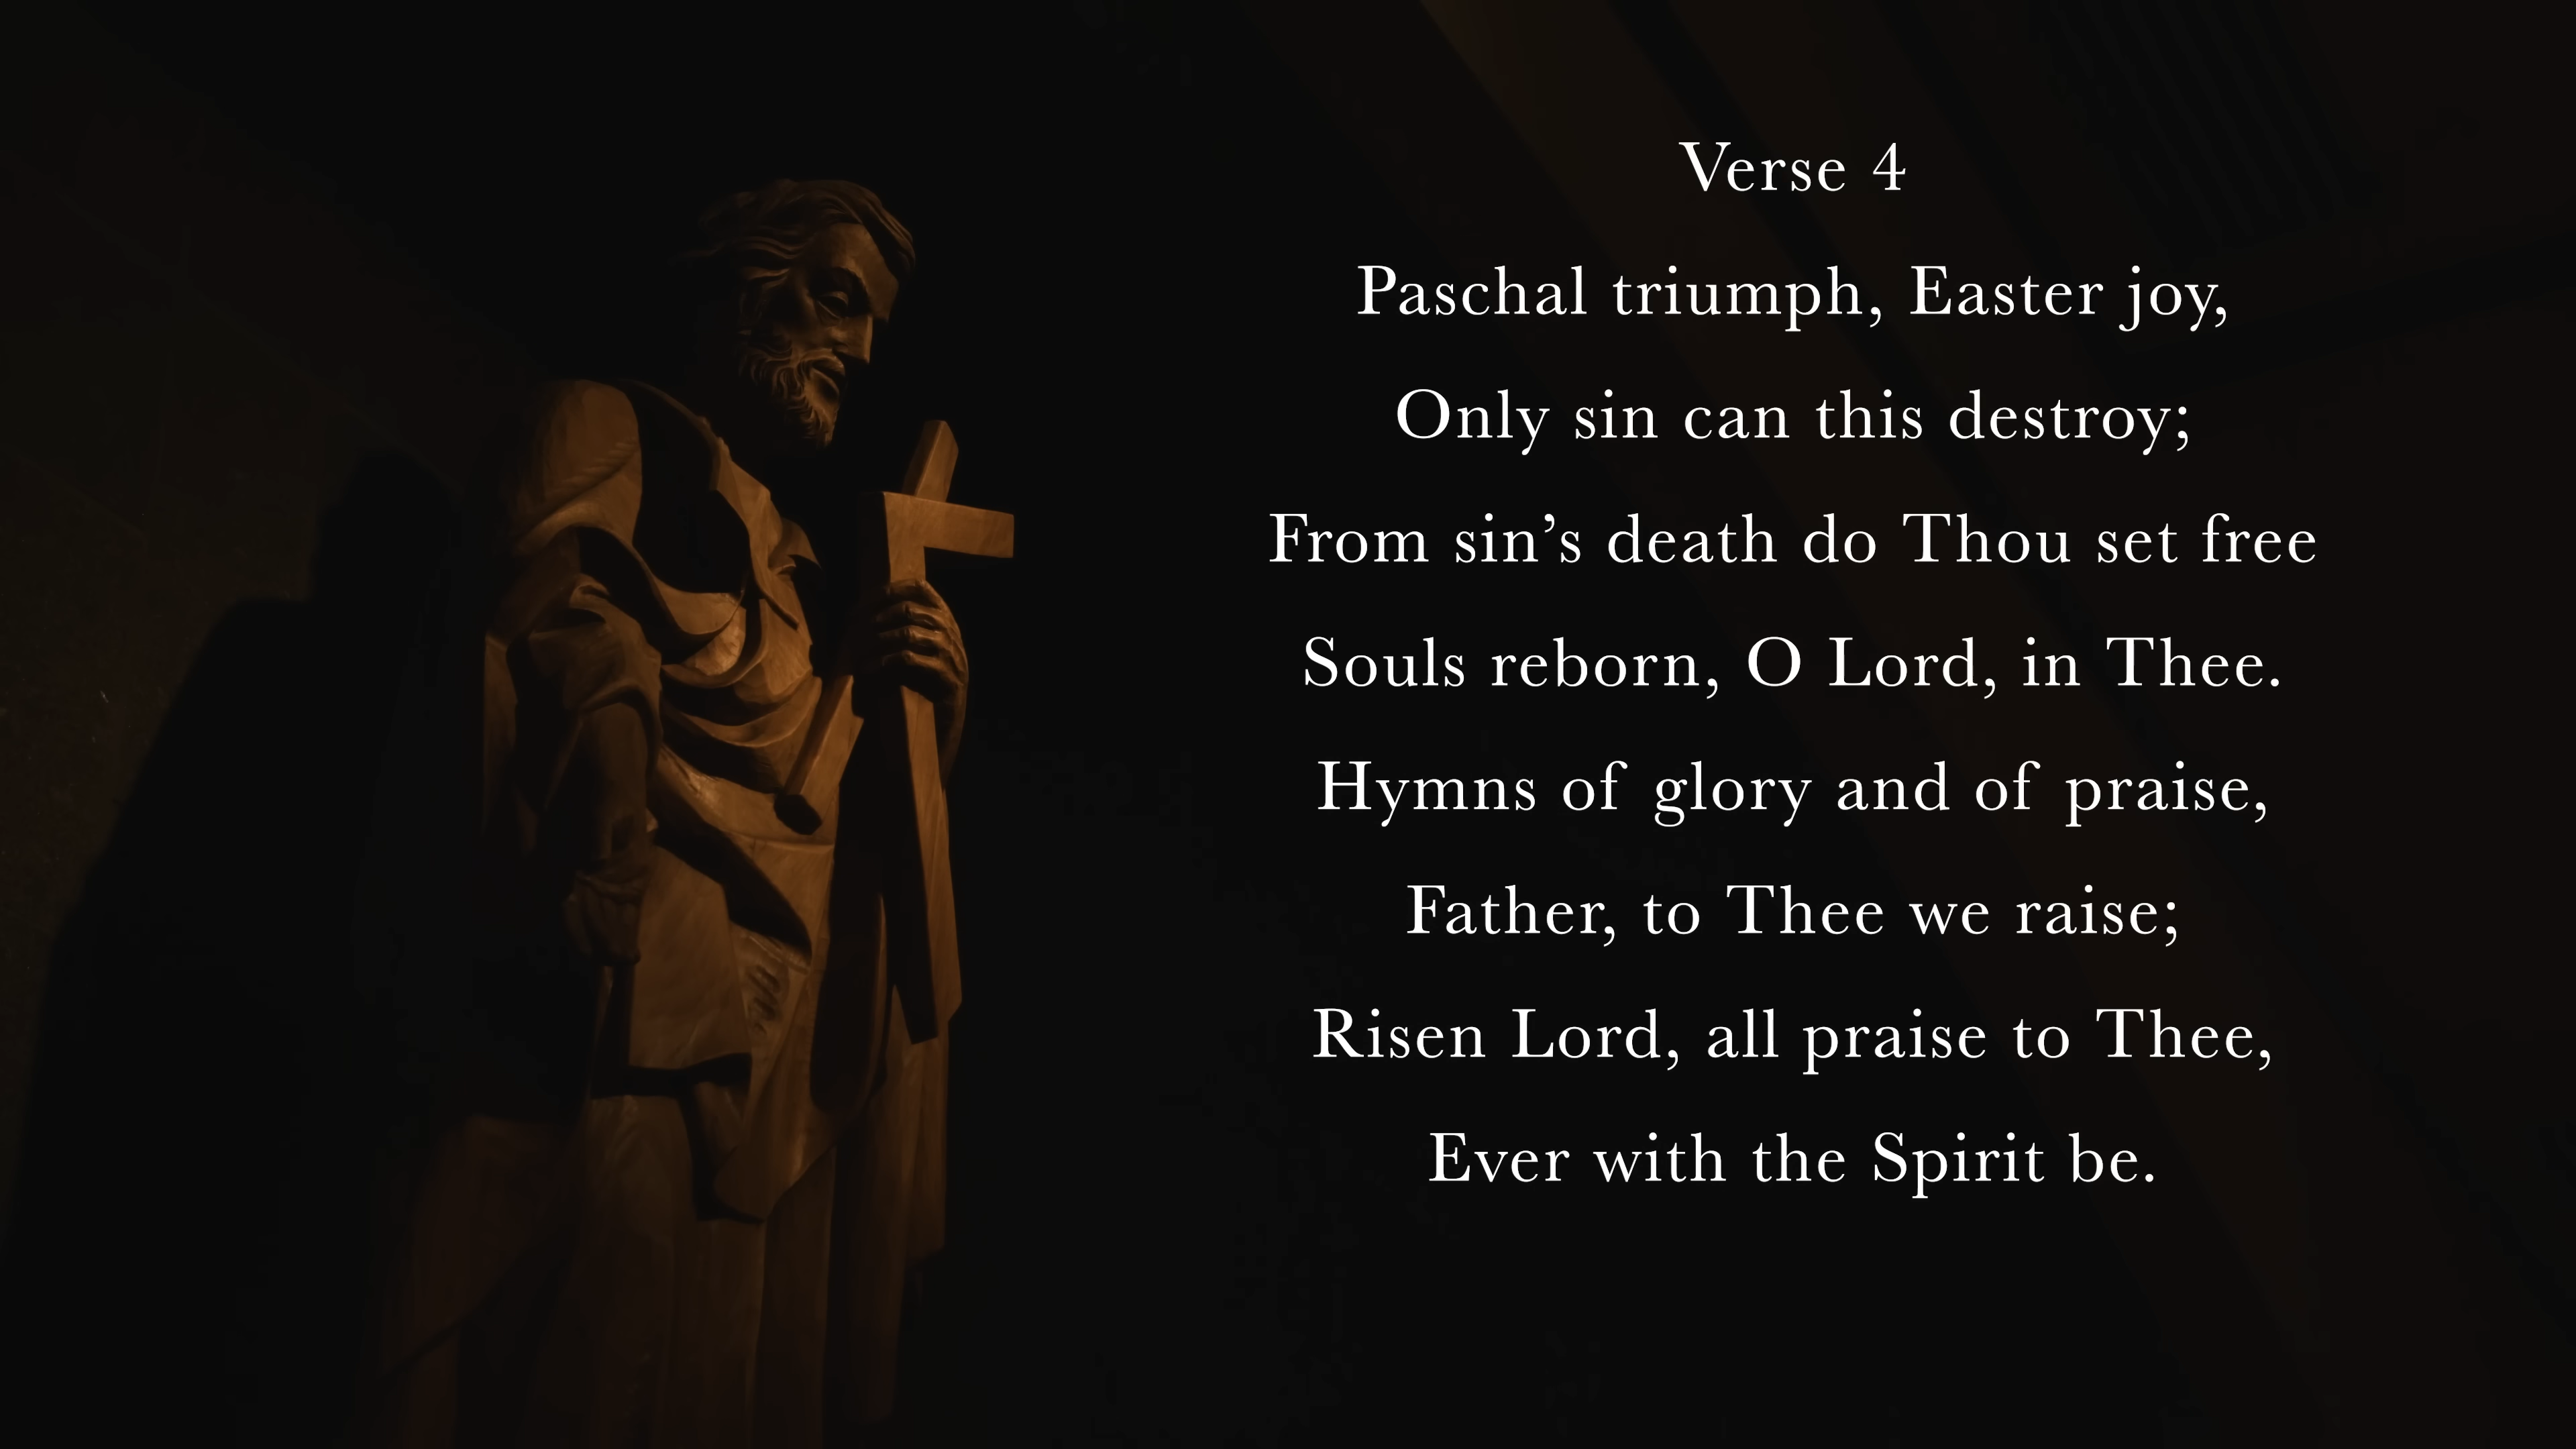 Verse 4
Paschal triumph, Easter joy,
Only sin can this destroy;
From sin’s death do Thou set free
Souls reborn, O Lord, in Thee.
Hymns of glory and of praise,
Father, to Thee we raise;
Risen Lord, all praise to Thee,
Ever with the Spirit be.